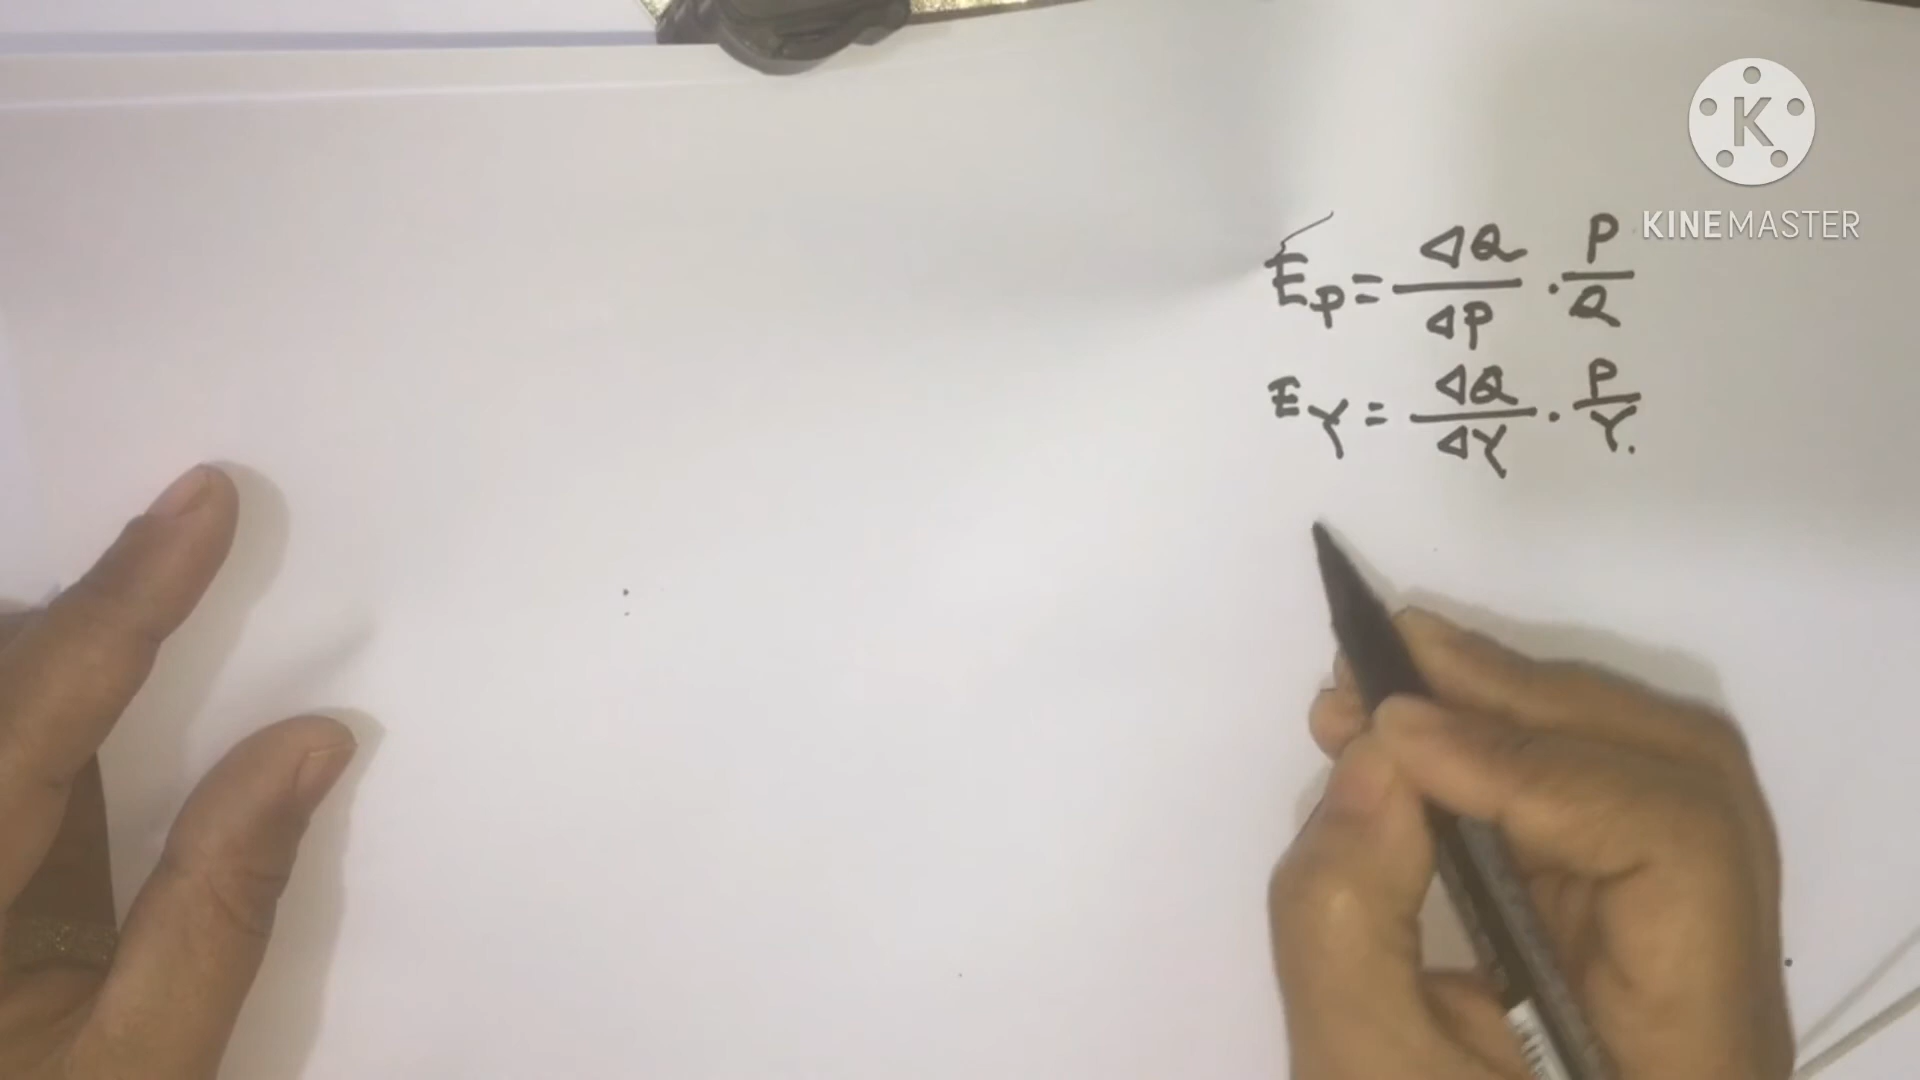 K
KINEMASTER
Ep = ΔQ/ΔP · P/Q
EY = ΔQ/ΔY · P/Y.